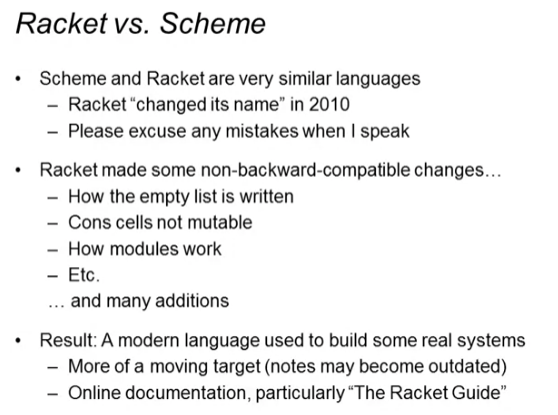 Racket vs. Scheme
• Scheme and Racket are very similar languages
– Racket “changed its name” in 2010
– Please excuse any mistakes when I speak
• Racket made some non-backward-compatible changes…
– How the empty list is written
– Cons cells not mutable
– How modules work
– Etc.
… and many additions
• Result: A modern language used to build some real systems
– More of a moving target (notes may become outdated)
– Online documentation, particularly “The Racket Guide”